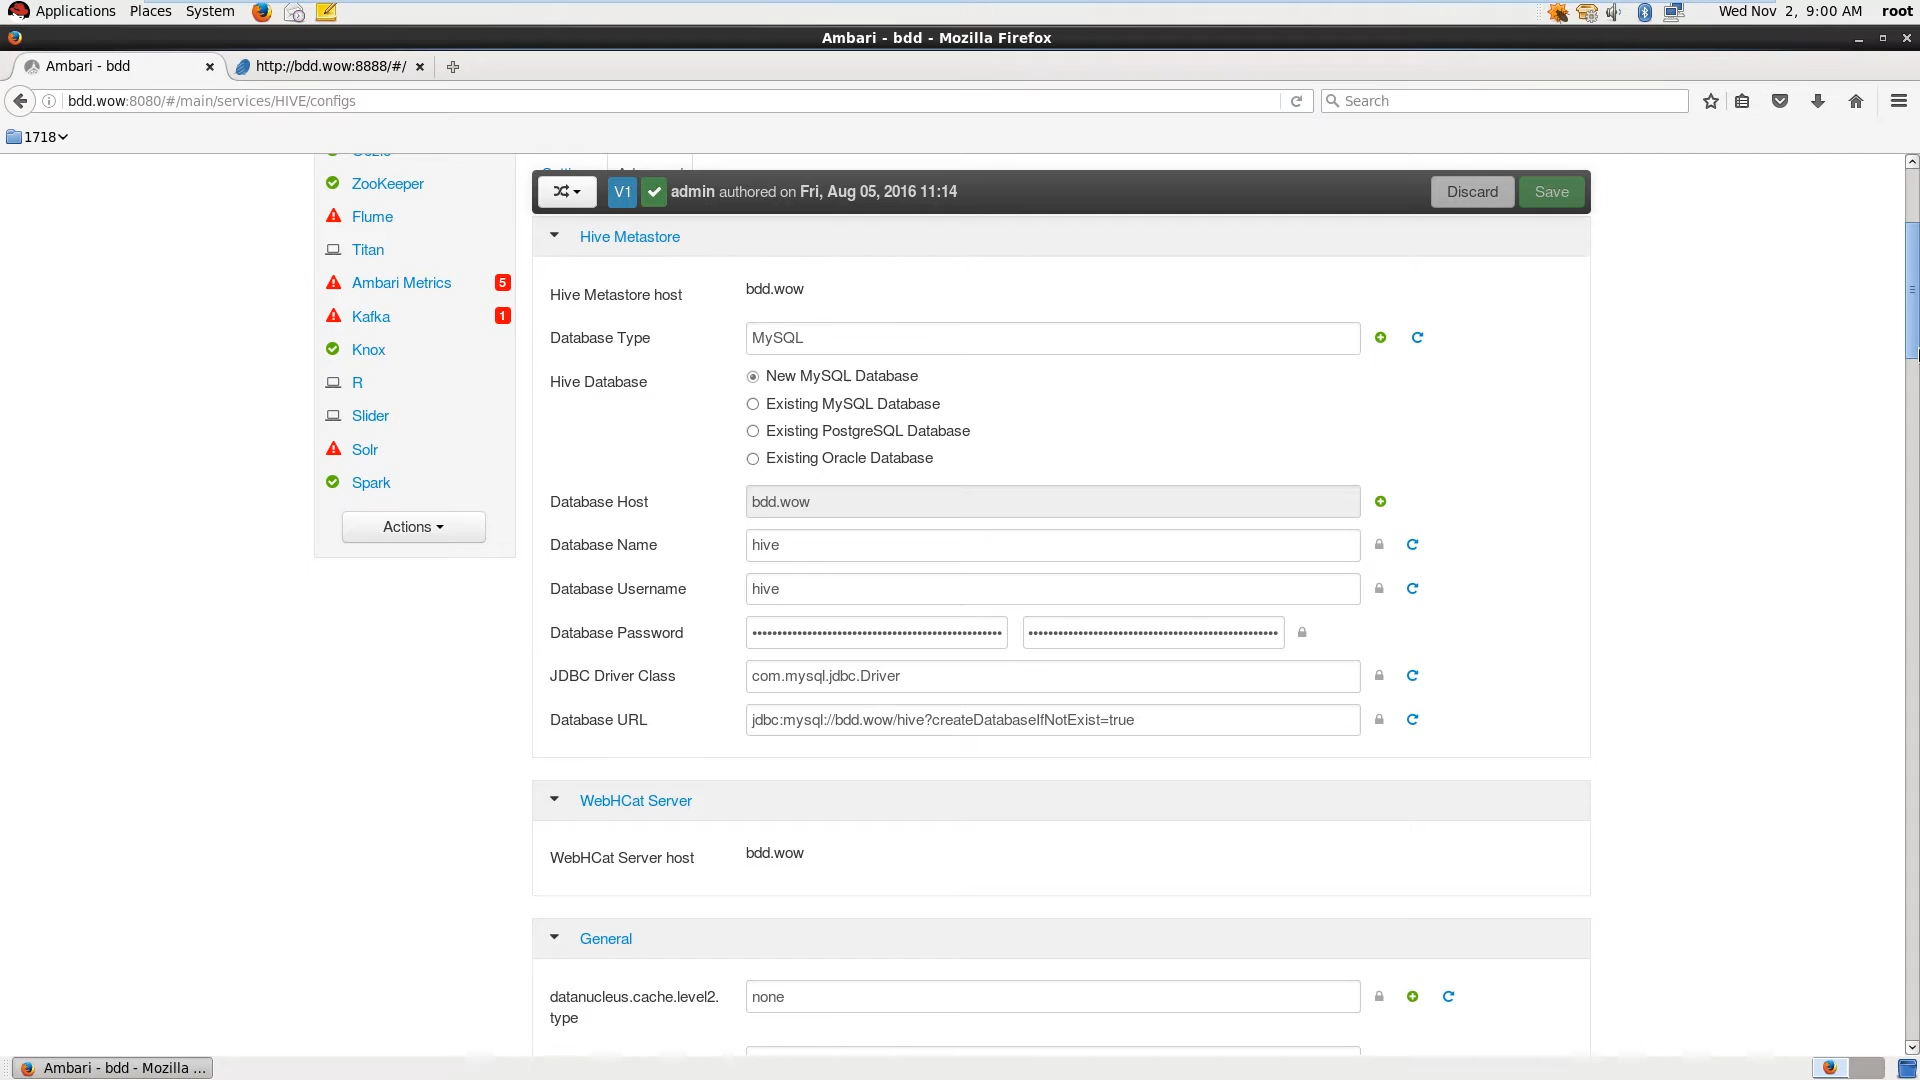 Applications Places System
Wed Nov 2, 9:00 AM root
Ambari - bdd - Mozilla Firefox
Ambari - bdd
http://bdd.wow:8888/#/
bdd.wow:8080/#/main/services/HIVE/configs
Search
1718
ZooKeeper
Flume
Titan
Ambari Metrics 5
Kafka 1
Knox
R
Slider
Solr
Spark
Actions
V1 admin authored on Fri, Aug 05, 2016 11:14
Discard Save
Hive Metastore
Hive Metastore host bdd.wow
Database Type MySQL
Hive Database New MySQL Database
Existing MySQL Database
Existing PostgreSQL Database
Existing Oracle Database
Database Host bdd.wow
Database Name hive
Database Username hive
Database Password
JDBC Driver Class com.mysql.jdbc.Driver
Database URL jdbc:mysql://bdd.wow/hive?createDatabaseIfNotExist=true
WebHCat Server
WebHCat Server host bdd.wow
General
datanucleus.cache.level2.
type
none
Ambari - bdd - Mozilla ...